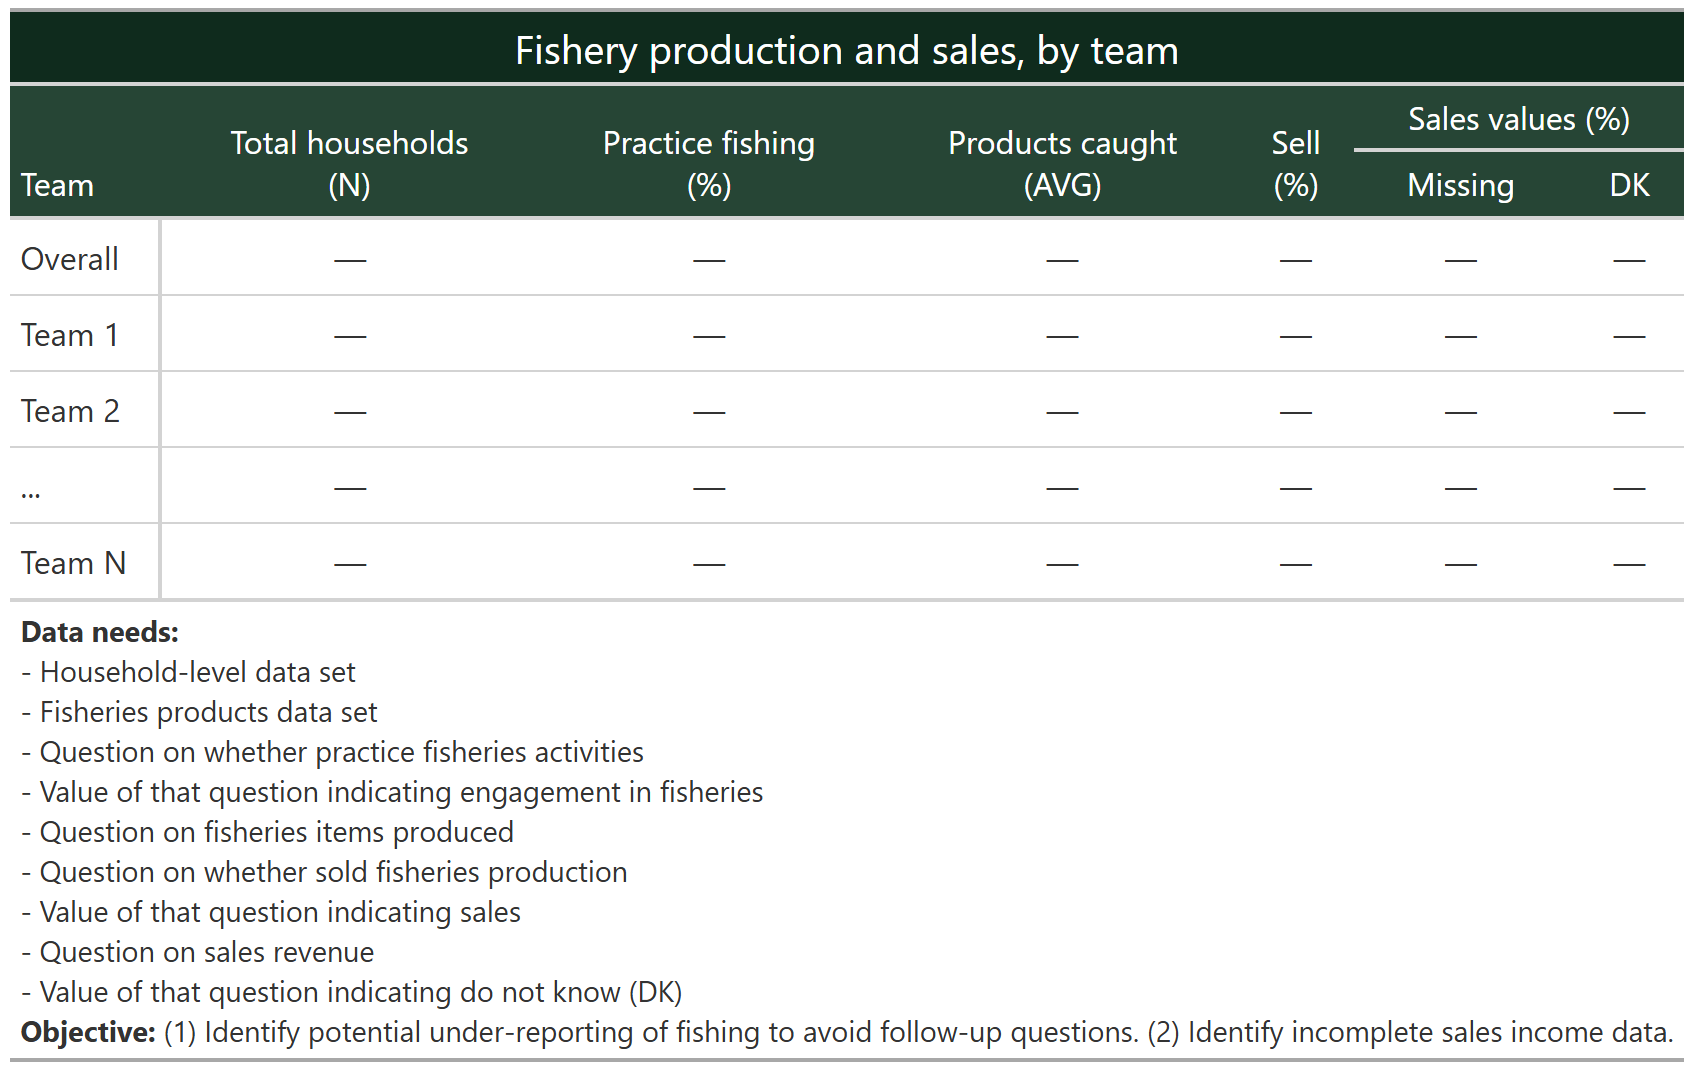 Fishery production and sales, by team
Team Total households (N) Practice fishing (%) Products caught (AVG) Sell (%) Sales values (%) Missing DK
Overall — — — — — —
Team 1 — — — — — —
Team 2 — — — — — —
... — — — — — —
Team N — — — — — —
Data needs:
- Household-level data set
- Fisheries products data set
- Question on whether practice fisheries activities
- Value of that question indicating engagement in fisheries
- Question on fisheries items produced
- Question on whether sold fisheries production
- Value of that question indicating sales
- Question on sales revenue
- Value of that question indicating do not know (DK)
Objective: (1) Identify potential under-reporting of fishing to avoid follow-up questions. (2) Identify incomplete sales income data.